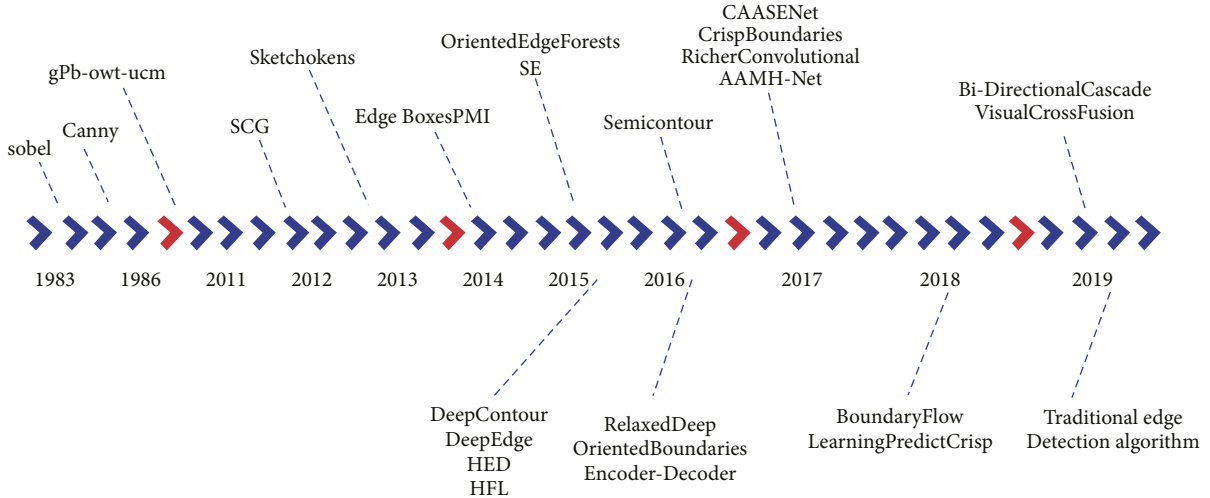 CAASENet
CrispBoundaries
RicherConvolutional
AAMH-Net
OrientedEdgeForests
SE
Sketchokens
gPb-owt-ucm
Bi-DirectionalCascade
VisualCrossFusion
Edge BoxesPMI
Semicontour
SCG
Canny
sobel
1983 1986 2011 2012 2013 2014 2015 2016 2017 2018 2019
DeepContour
DeepEdge
HED
HFL
RelaxedDeep
OrientedBoundaries
Encoder-Decoder
BoundaryFlow
LearningPredictCrisp
Traditional edge
Detection algorithm